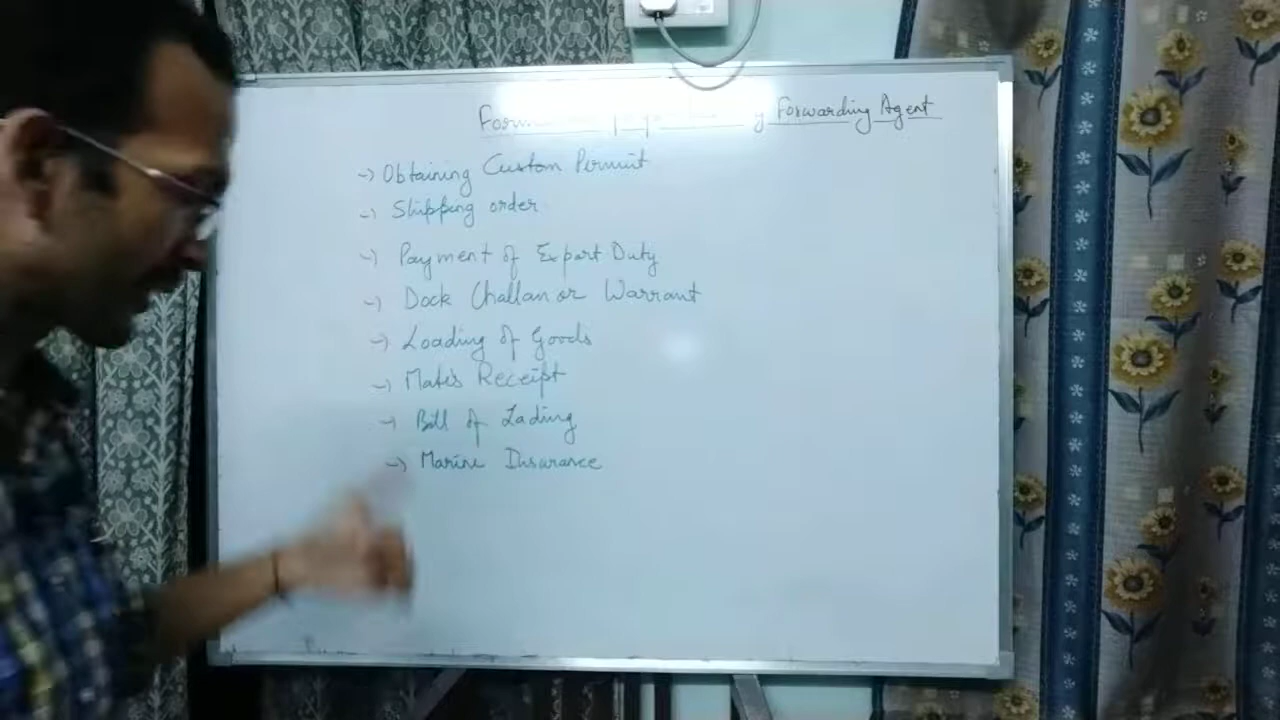 by Forwarding Agent
-> Obtaining Custom Permit
-> Shipping order
-> Payment of Export Duty
-> Dock Challan or Warrant
-> Loading of Goods
-> Mate's Receipt
-> Bill of Lading
-> Marine Insurance